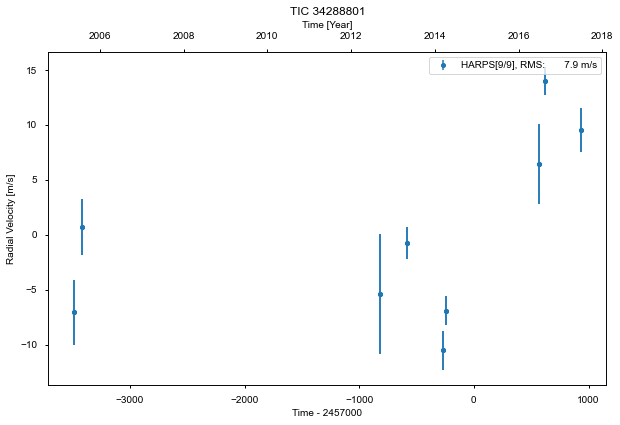 TIC 34288801
Time [Year]
2006 2008 2010 2012 2014 2016 2018
HARPS[9/9], RMS: 7.9 m/s
15
10
5
0
−5
−10
Radial Velocity [m/s]
−3000 −2000 −1000 0 1000
Time - 2457000